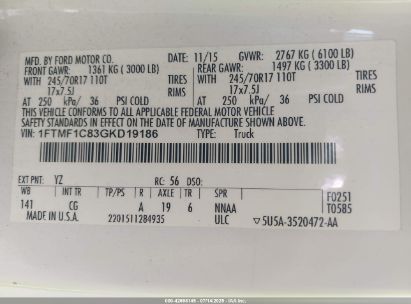 MFD. BY FORD MOTOR CO. 11/15 GVWR: 2767 KG (6100 LB)
FRONT GAWR: 1361 KG (3000 LB) REAR GAWR: 1497 KG (3300 LB)
WITH 245/70R17 110T TIRES WITH 245/70R17 110T TIRES
17x7.5J RIMS 17x7.5J RIMS
AT 250 kPa/ 36 PSI COLD AT 250 kPa/ 36 PSI COLD
THIS VEHICLE CONFORMS TO ALL APPLICABLE FEDERAL MOTOR VEHICLE
SAFETY STANDARDS IN EFFECT ON THE DATE OF MANUFACTURE SHOWN ABOVE.
VIN: 1FTMF1C83GKD19186 TYPE: Truck
EXT PNT: YZ RC: 56 DSO:
WB INT TR TP/PS R AXLE TR SPR
141 CG A 19 6 NNAA
F0251
T0585
MADE IN U.S.A. 2201511284935 ULC 5U5A-3520472-AA